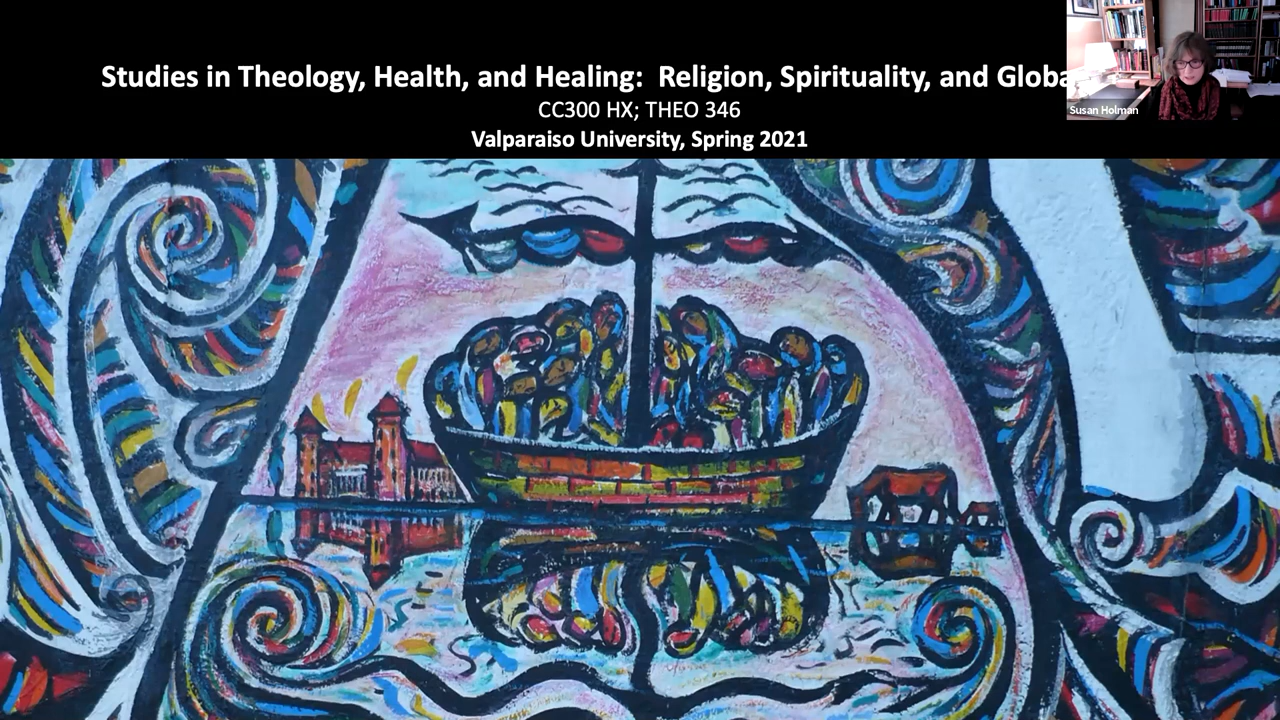 Studies in Theology, Health, and Healing:  Religion, Spirituality, and Globa
CC300 HX; THEO 346
Valparaiso University, Spring 2021
Susan Holman